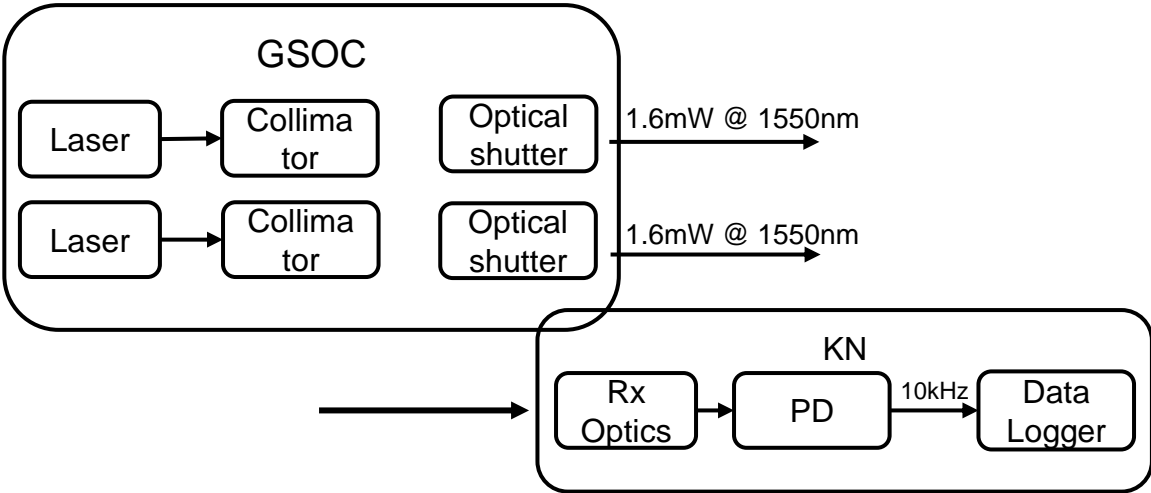 GSOC
Laser
Collima
tor
Optical
shutter
1.6mW @ 1550nm
Laser
Collima
tor
Optical
shutter
1.6mW @ 1550nm
KN
Rx
Optics
PD
10kHz
Data
Logger